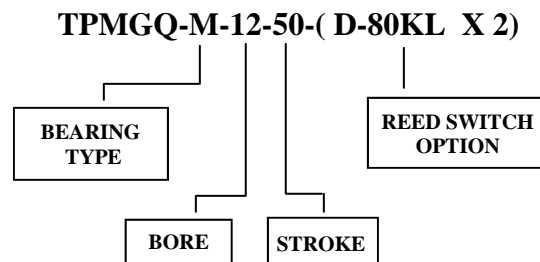 TPMGQ-M-12-50-( D-80KL X 2)
BEARING
TYPE
REED SWITCH
OPTION
BORE
STROKE